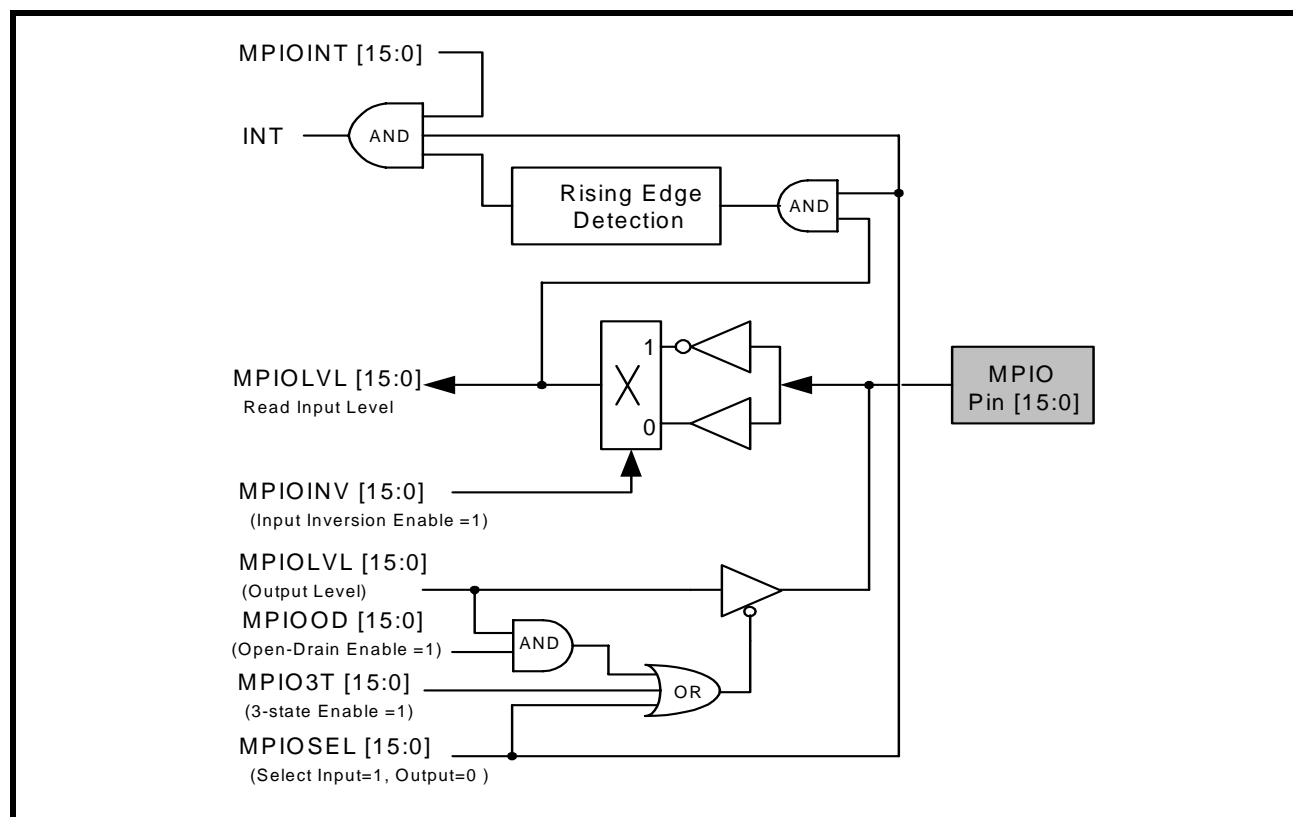 MPIOINT [15:0]
INT
AND
Rising Edge
Detection
AND
1
MPIOLVL [15:0]
Read Input Level
X
0
MPIO
Pin [15:0]
MPIOINV [15:0]
(Input Inversion Enable =1)
MPIOLVL [15:0]
(Output Level)
MPIOOD [15:0]
(Open-Drain Enable =1)
AND
MPIO3T [15:0]
(3-state Enable =1)
OR
MPIOSEL [15:0]
(Select Input=1, Output=0 )